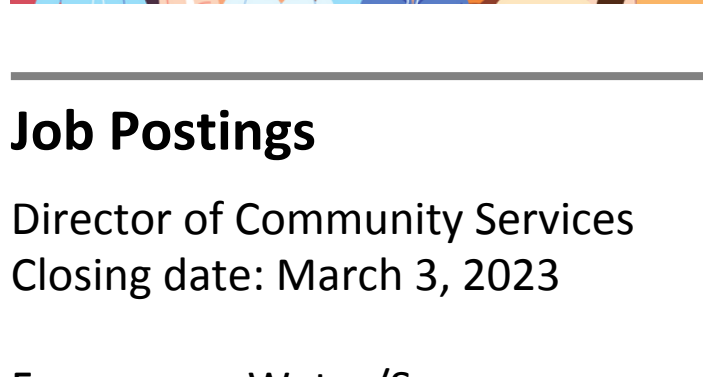 Job Postings
Director of Community Services
Closing date: March 3, 2023